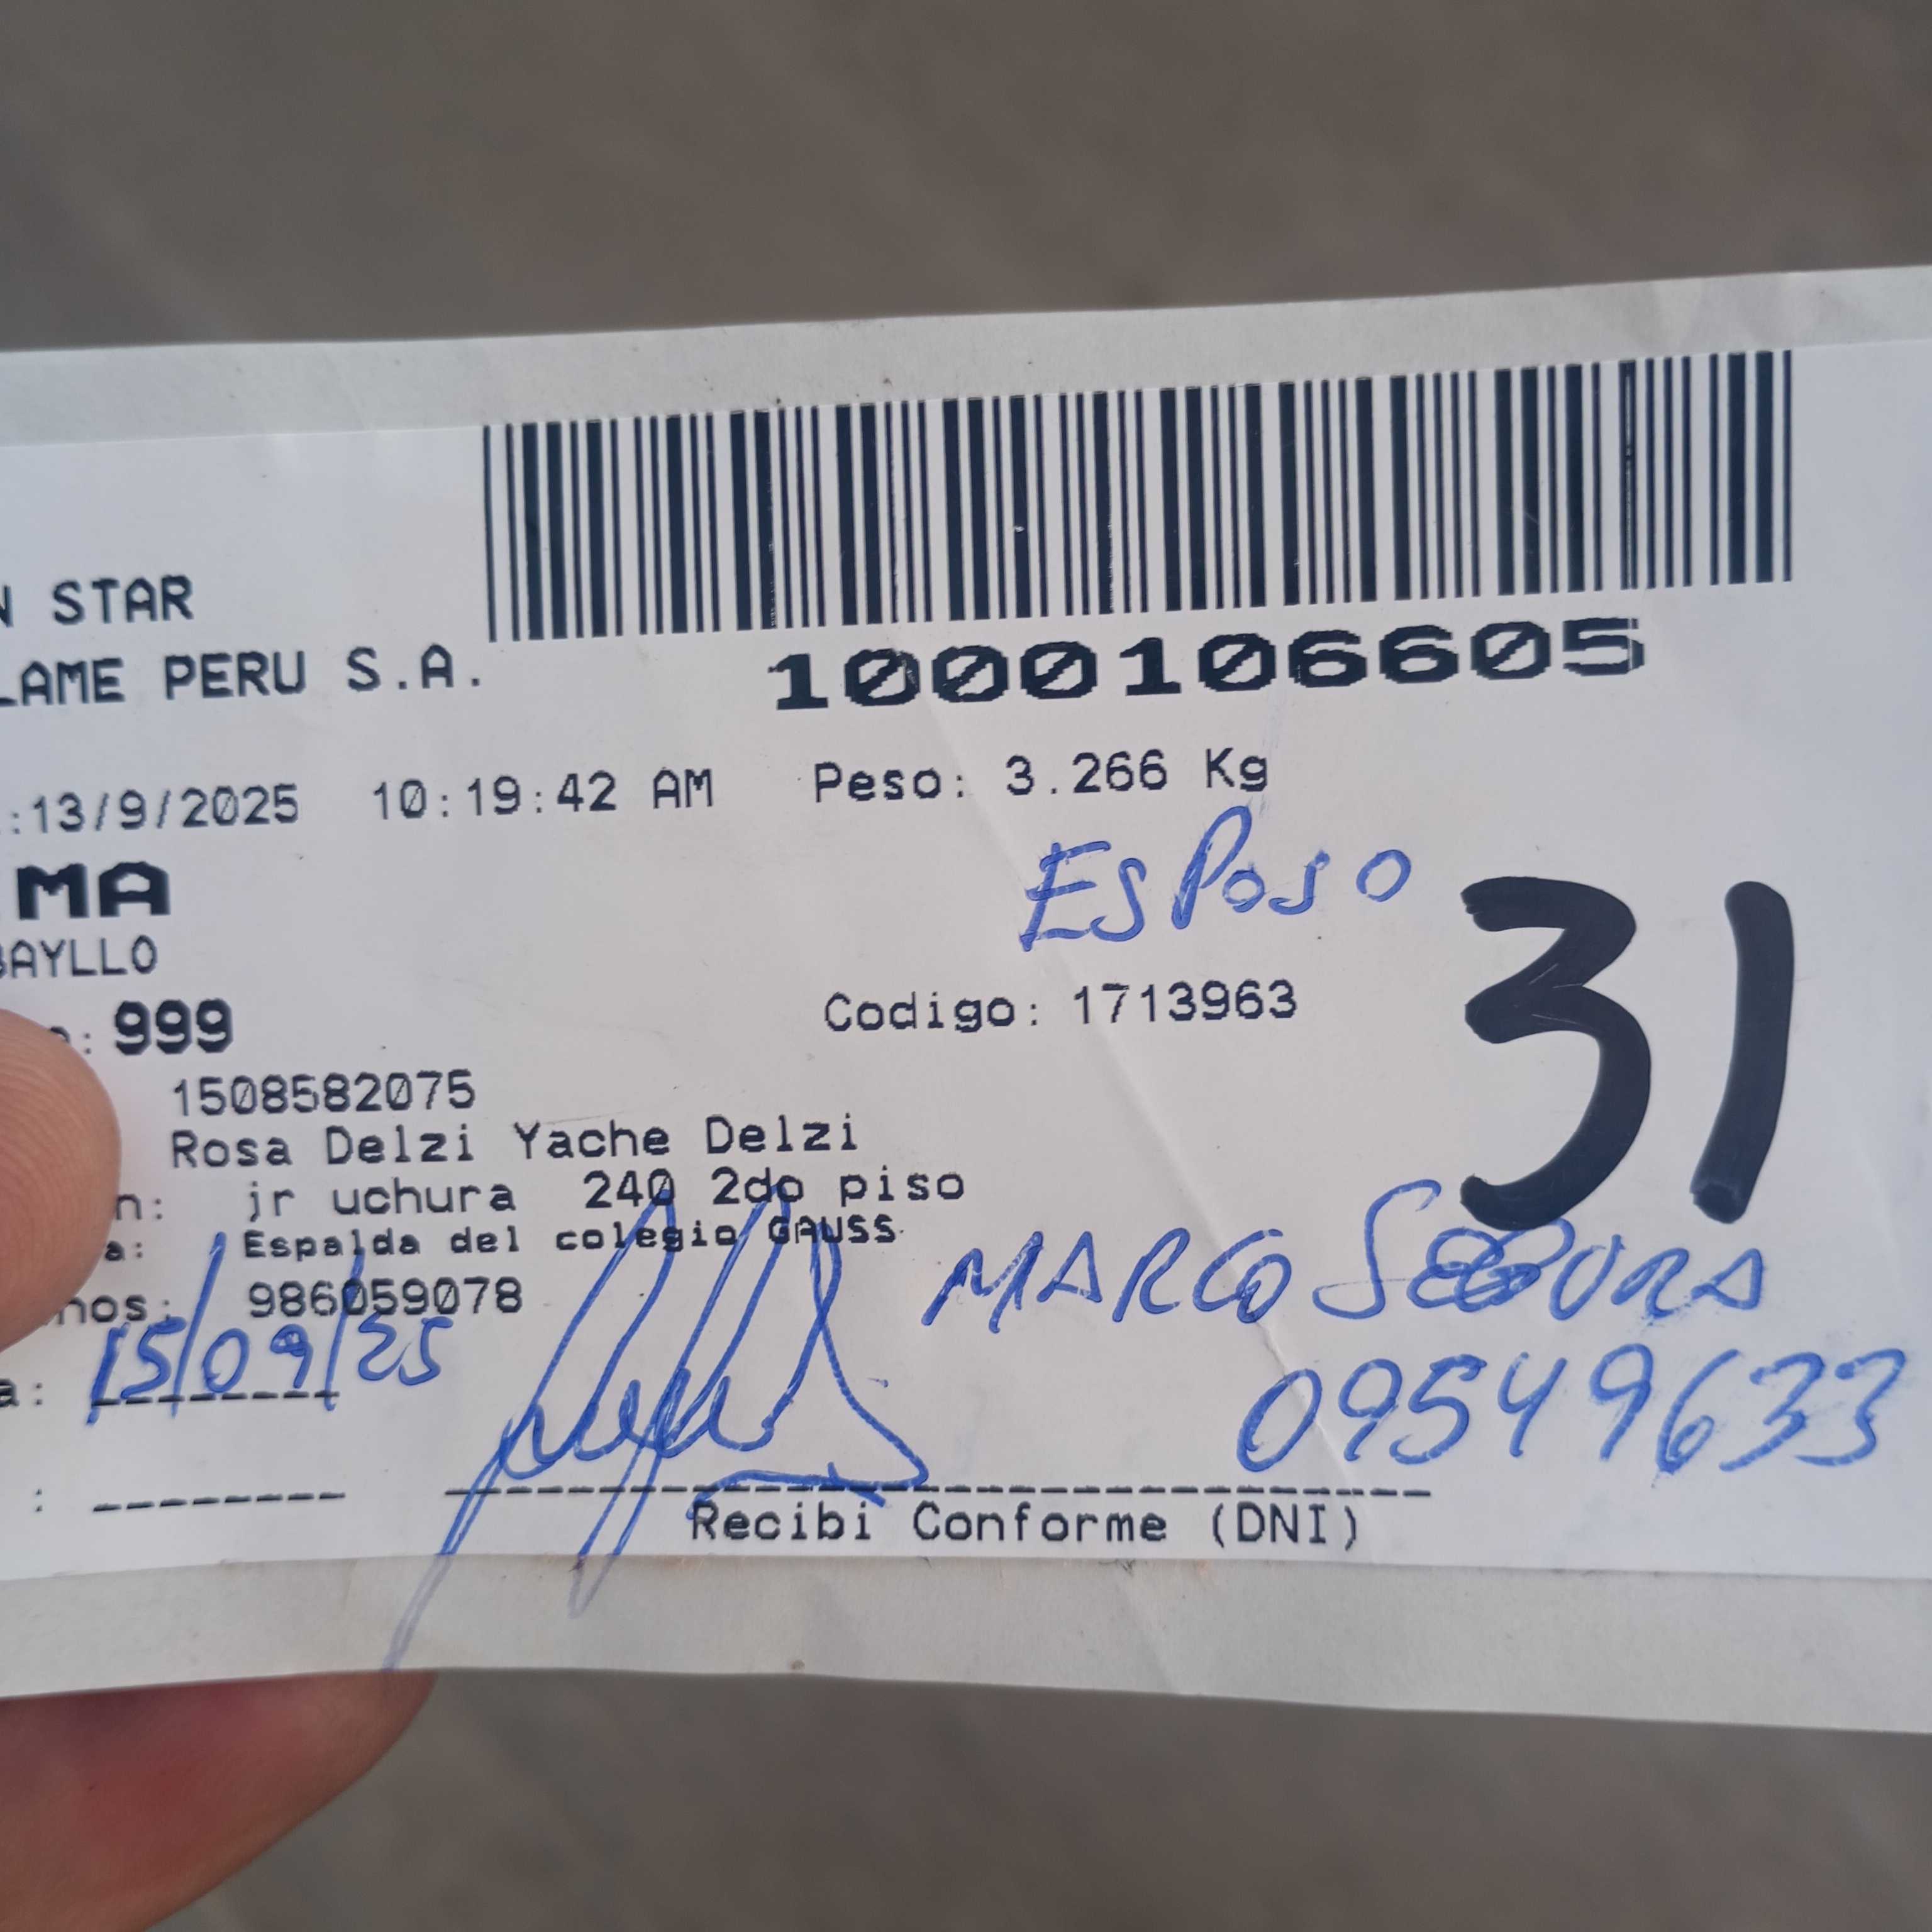 N STAR
LAME PERU S.A.
1000106605
:13/9/2025 10:19:42 AM Peso: 3.266 Kg
MA
ESPOSO
BAYLLO
31
: 999
Codigo: 1713963
1508582075
Rosa Delzi Yache Delzi
n: jr uchura 240 2do piso
a: Espalda del colegio GAUSS
nos: 986059078
MARCO SEGURA
a: 15/09/25
09549633
: _________
Recibi Conforme (DNI)